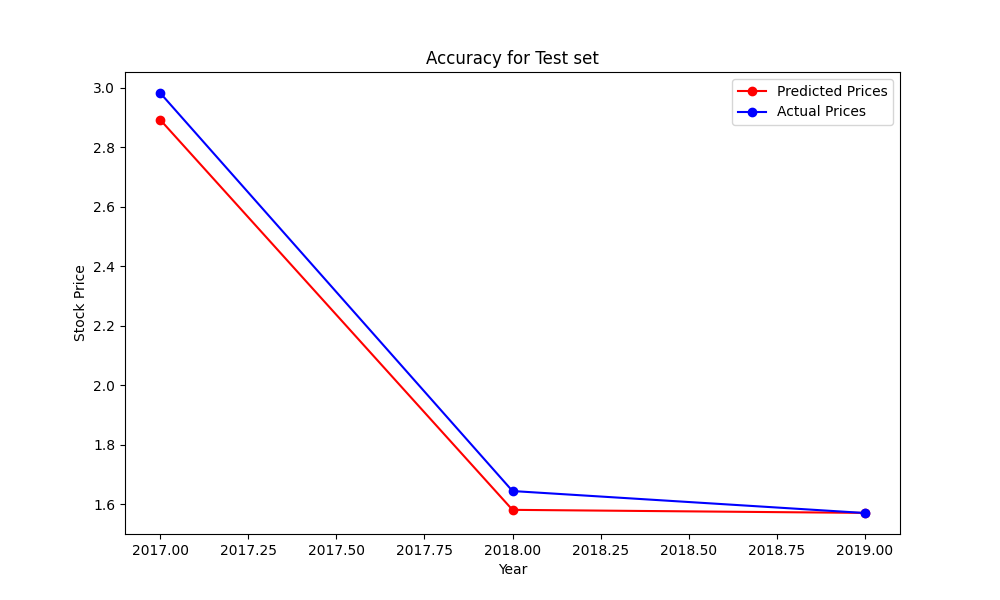 Accuracy for Test set
Predicted Prices
Actual Prices
3.0
2.8
2.6
2.4
2.2
2.0
1.8
1.6
Stock Price
2017.00 2017.25 2017.50 2017.75 2018.00 2018.25 2018.50 2018.75 2019.00
Year